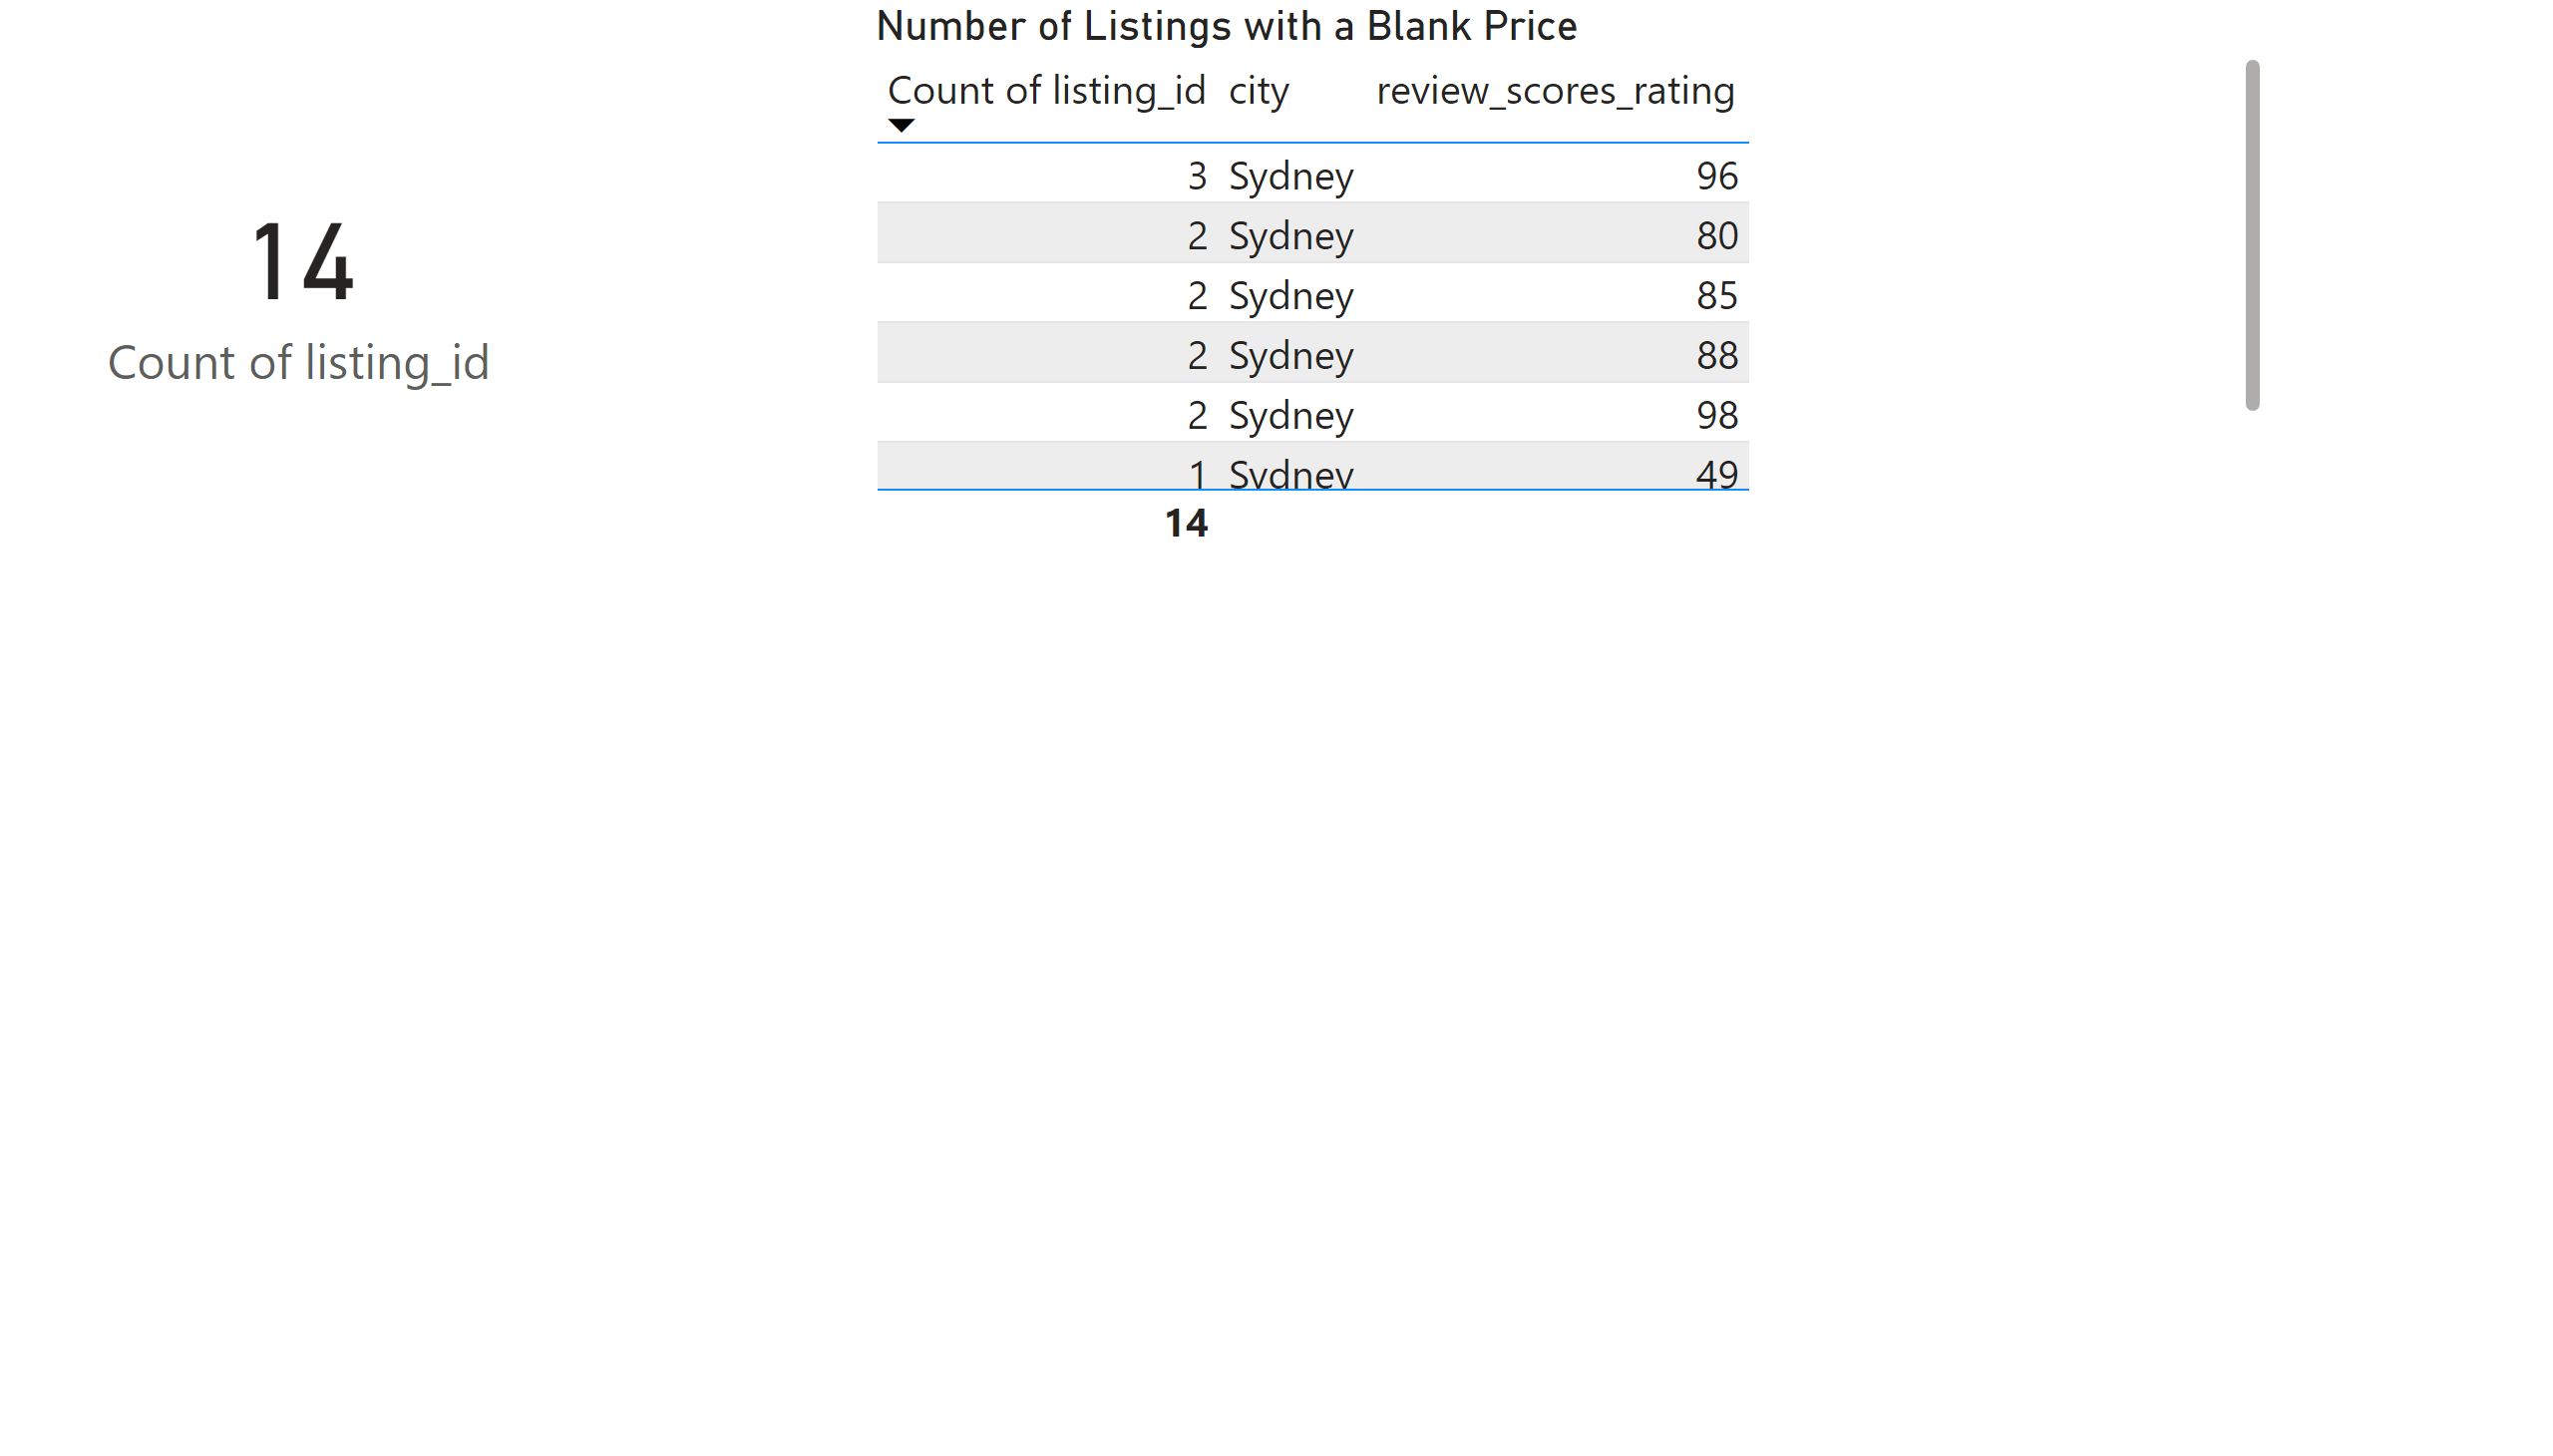 14
Count of listing_id
Number of Listings with a Blank Price
Count of listing_id city review_scores_rating
3 Sydney 96
2 Sydney 80
2 Sydney 85
2 Sydney 88
2 Sydney 98
1 Sydney 49
14